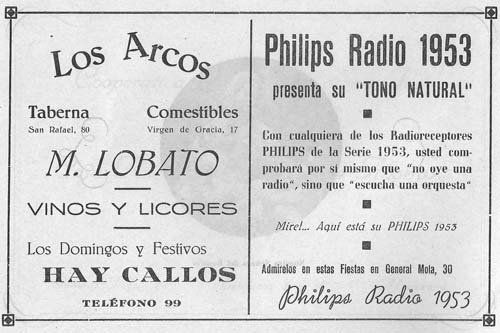 Los Arcos
Taberna
San Rafael, 80
Comestibles
Virgen de Gracia, 17
M. LOBATO
VINOS Y LICORES
Los Domingos y Festivos
HAY CALLOS
TELÉFONO 99
Philips Radio 1953
presenta su "TONO NATURAL"
Con cualquiera de los Radioreceptores
PHILIPS de la Serie 1953, usted com-
probará por sí mismo que "no oye una
radio", sino que "escucha una orquesta"
Mire!... Aquí está su PHILIPS 1953
Admírelos en estas Fiestas en General Mola, 30
Philips Radio 1953